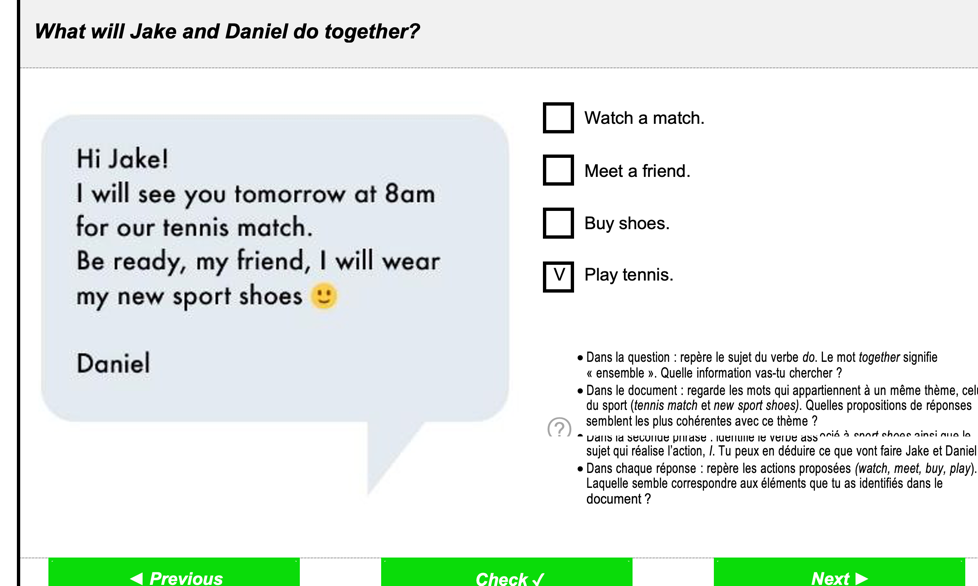 What will Jake and Daniel do together?
Hi Jake!
I will see you tomorrow at 8am
for our tennis match.
Be ready, my friend, I will wear
my new sport shoes 🙂
Daniel
Watch a match.
Meet a friend.
Buy shoes.
V Play tennis.
• Dans la question : repère le sujet du verbe do. Le mot together signifie
« ensemble ». Quelle information vas-tu chercher ?
• Dans le document : regarde les mots qui appartiennent à un même thème,
du sport (tennis match et new sport shoes). Quelles propositions de réponses
semblent les plus cohérentes avec ce thème ?
?
• Dans la seconde phrase : identifie le verbe associé à sport shoes ainsi que le
sujet qui réalise l'action, I. Tu peux en déduire ce que vont faire Jake et Daniel
• Dans chaque réponse : repère les actions proposées (watch, meet, buy, play).
Laquelle semble correspondre aux éléments que tu as identifiés dans le
document ?
◄ Previous
Check ✓
Next ►